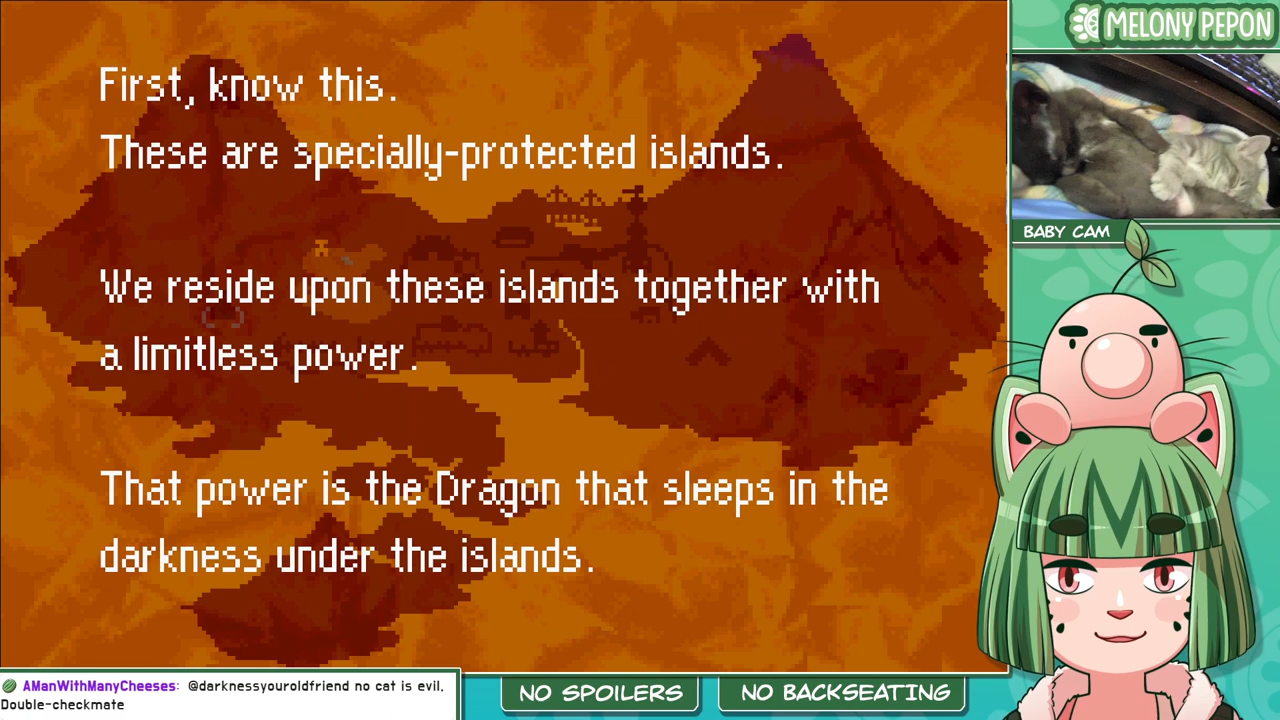 First, know this.
These are specially-protected islands.
We reside upon these islands together with
a limitless power.
That power is the Dragon that sleeps in the
darkness under the islands.
MELONY PEPON
BABY CAM
AManWithManyCheeses: @darknessyouroldfriend no cat is evil.
Double-checkmate
NO SPOILERS
NO BACKSEATING